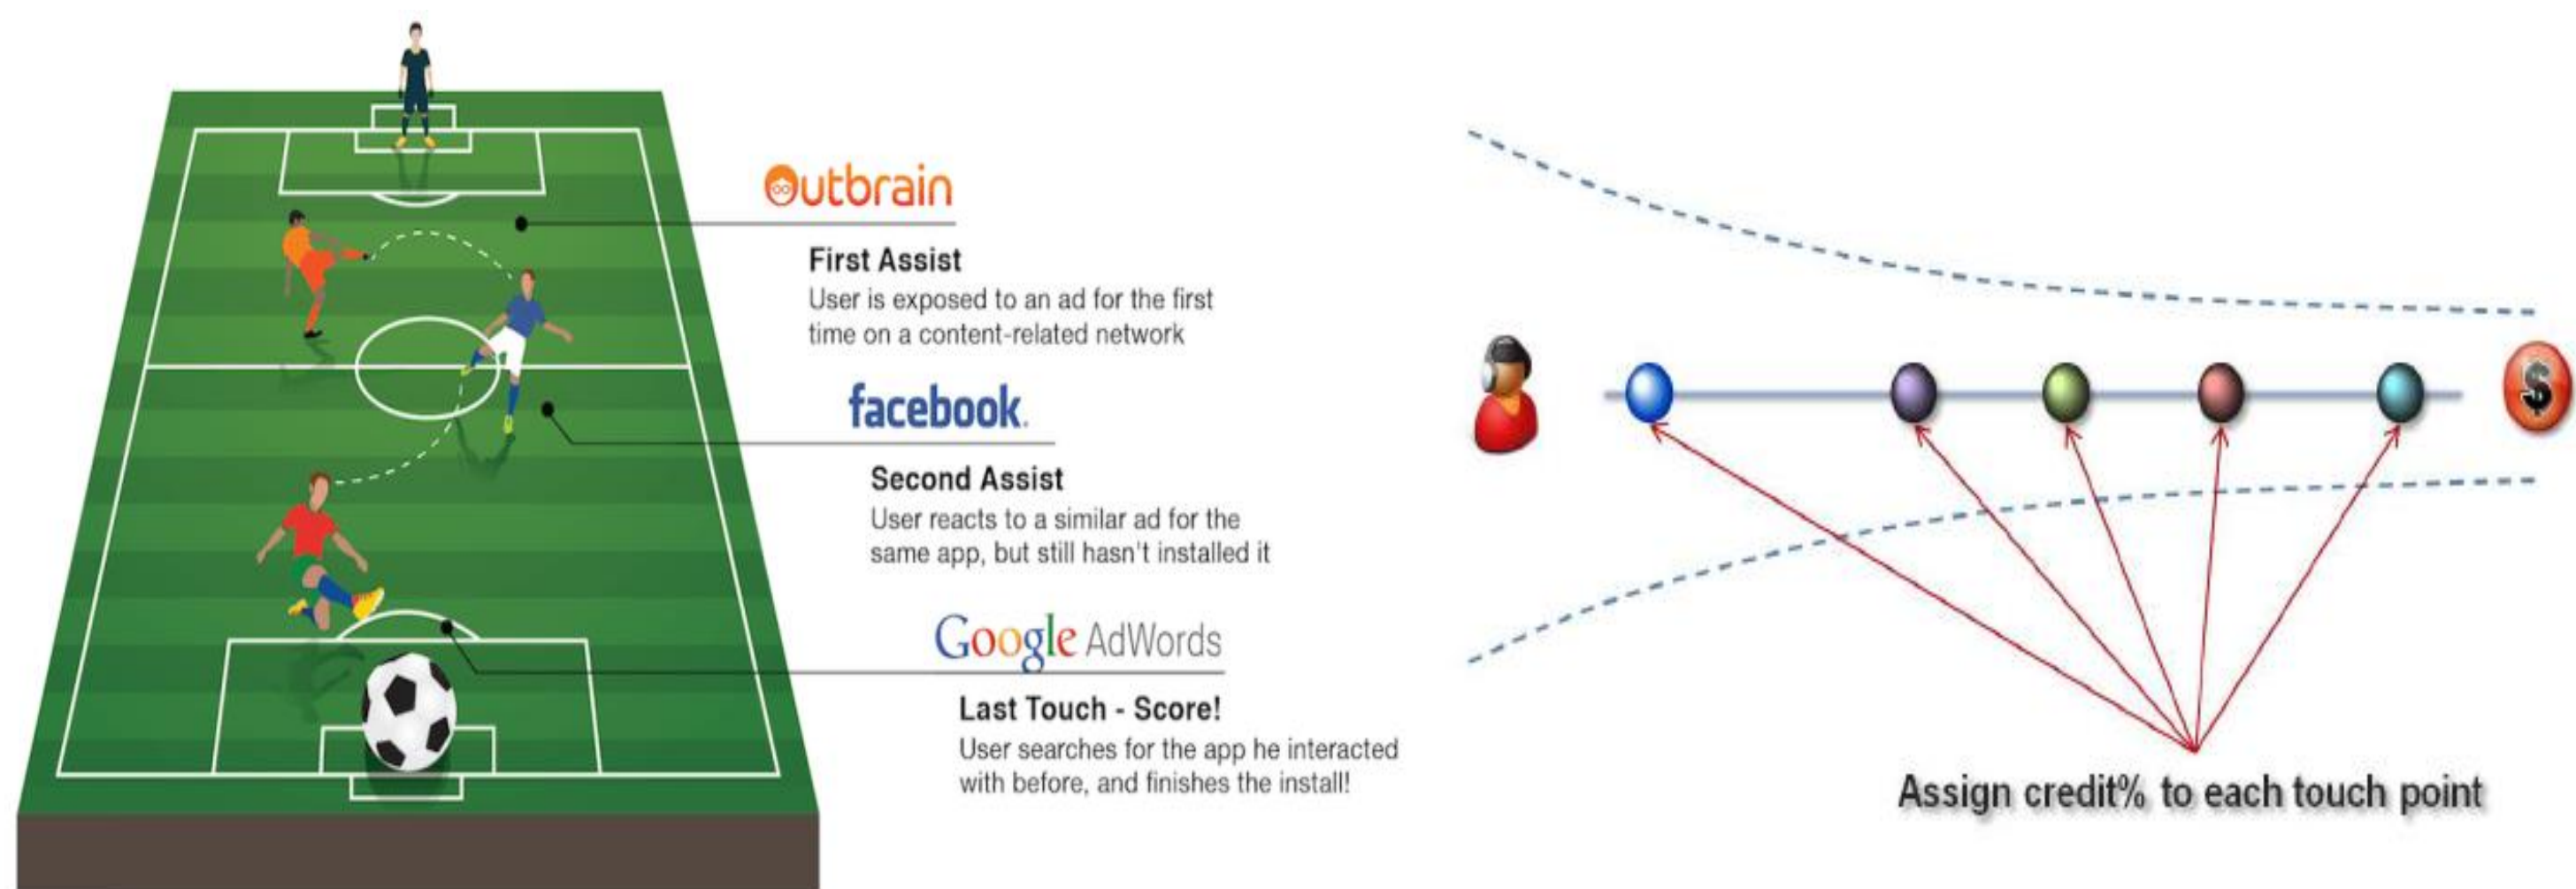 Outbrain
First Assist
User is exposed to an ad for the first
time on a content-related network
facebook.
Second Assist
User reacts to a similar ad for the
same app, but still hasn't installed it
Google AdWords
Last Touch - Score!
User searches for the app he interacted
with before, and finishes the install!
$
Assign credit% to each touch point